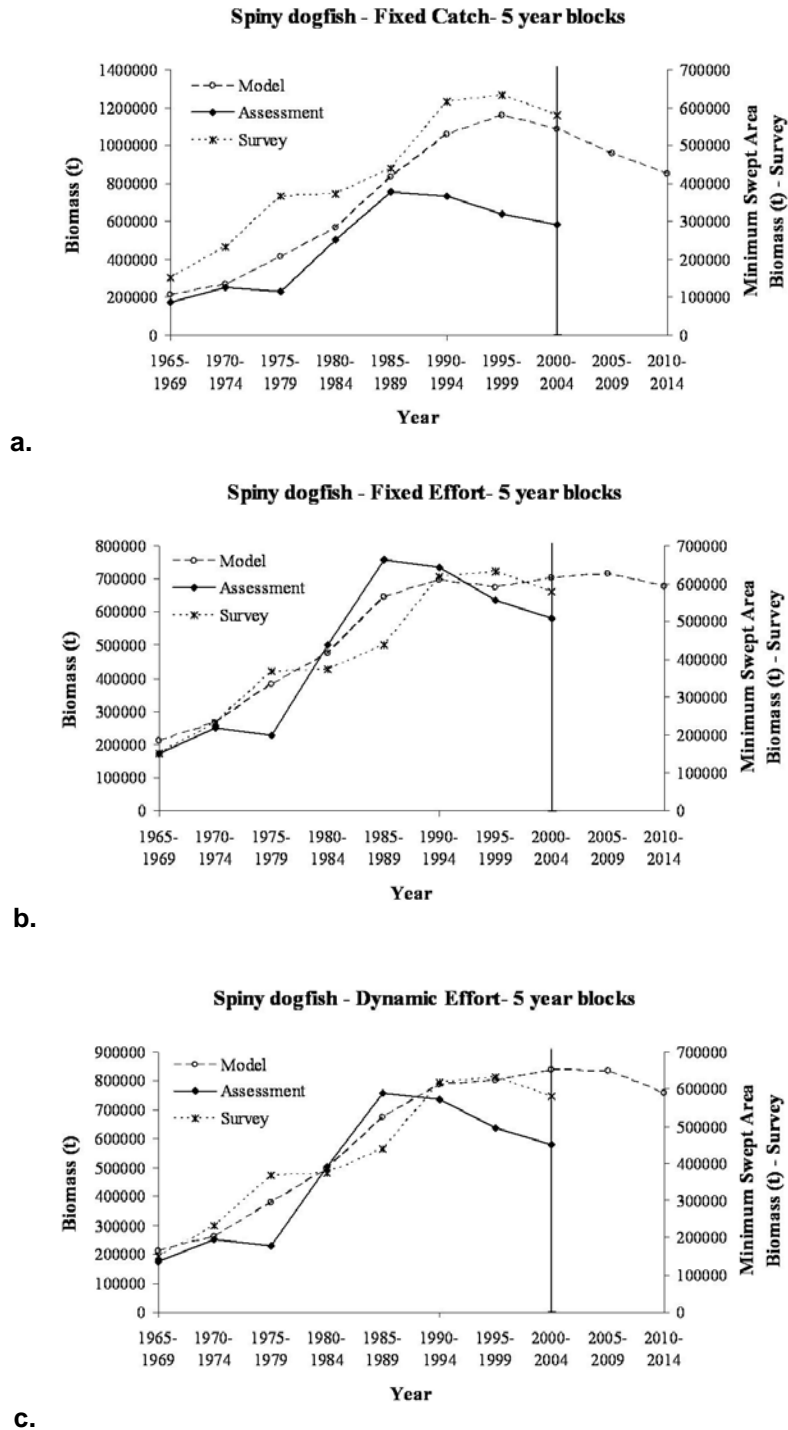 Spiny dogfish - Fixed Catch- 5 year blocks
1400000
1200000
1000000
800000
600000
400000
200000
0
Biomass (t)
Model
Assessment
Survey
700000
600000
500000
400000
300000
200000
100000
0
Minimum Swept Area
Biomass (t) - Survey
1965- 1970- 1975- 1980- 1985- 1990- 1995- 2000- 2005- 2010-
1969 1974 1979 1984 1989 1994 1999 2004 2009 2014
Year
a.
Spiny dogfish - Fixed Effort- 5 year blocks
800000
700000
600000
500000
400000
300000
200000
100000
0
Biomass (t)
Model
Assessment
Survey
700000
600000
500000
400000
300000
200000
100000
0
Minimum Swept Area
Biomass (t) - Survey
1965- 1970- 1975- 1980- 1985- 1990- 1995- 2000- 2005- 2010-
1969 1974 1979 1984 1989 1994 1999 2004 2009 2014
Year
b.
Spiny dogfish - Dynamic Effort- 5 year blocks
900000
800000
700000
600000
500000
400000
300000
200000
100000
0
Biomass (t)
Model
Assessment
Survey
700000
600000
500000
400000
300000
200000
100000
0
Minimum Swept Area
Biomass (t) - Survey
1965- 1970- 1975- 1980- 1985- 1990- 1995- 2000- 2005- 2010-
1969 1974 1979 1984 1989 1994 1999 2004 2009 2014
Year
c.